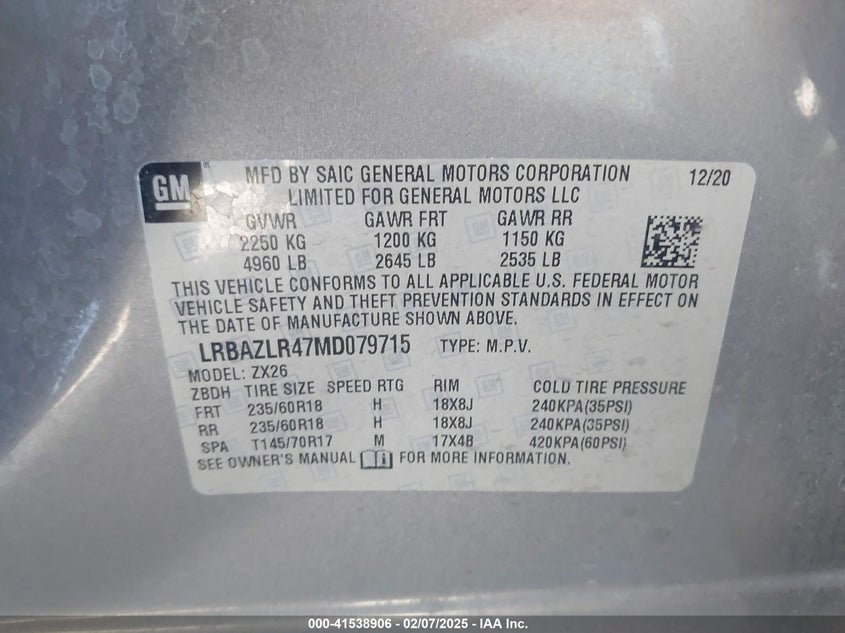 GM MFD BY SAIC GENERAL MOTORS CORPORATION 12/20
LIMITED FOR GENERAL MOTORS LLC
GVWR GAWR FRT GAWR RR
2250 KG 1200 KG 1150 KG
4960 LB 2645 LB 2535 LB
THIS VEHICLE CONFORMS TO ALL APPLICABLE U.S. FEDERAL MOTOR
VEHICLE SAFETY AND THEFT PREVENTION STANDARDS IN EFFECT ON
THE DATE OF MANUFACTURE SHOWN ABOVE.
LRBAZLR47MD079715 TYPE: M.P.V.
MODEL: ZX26
ZBDH TIRE SIZE SPEED RTG RIM COLD TIRE PRESSURE
FRT 235/60R18 H 18X8J 240KPA(35PSI)
RR 235/60R18 H 18X8J 240KPA(35PSI)
SPA T145/70R17 M 17X4B 420KPA(60PSI)
SEE OWNER'S MANUAL FOR MORE INFORMATION.
000-41538906 - 02/07/2025 - IAA Inc.